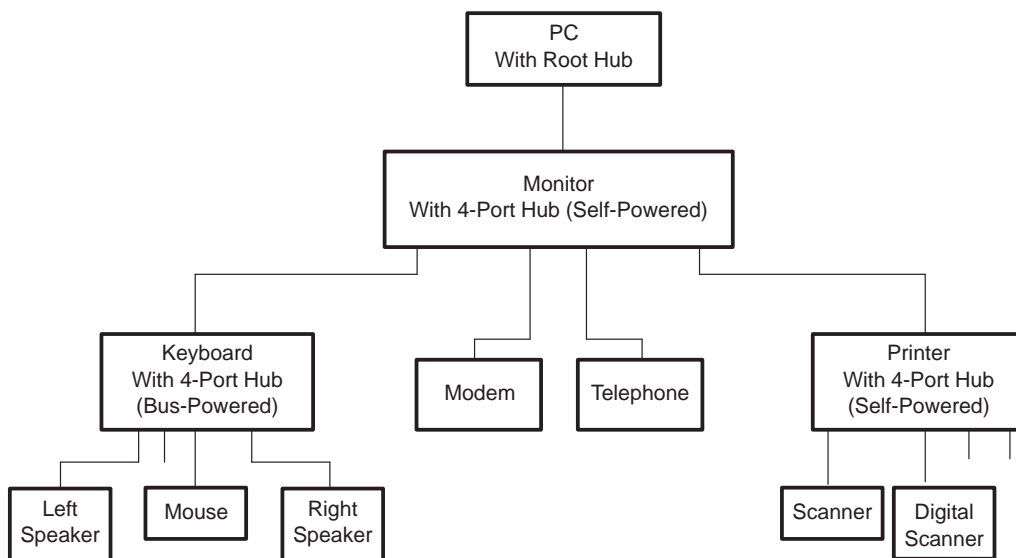 PC
With Root Hub
Monitor
With 4-Port Hub (Self-Powered)
Keyboard
With 4-Port Hub
(Bus-Powered)
Modem
Telephone
Printer
With 4-Port Hub
(Self-Powered)
Left
Speaker
Mouse
Right
Speaker
Scanner
Digital
Scanner